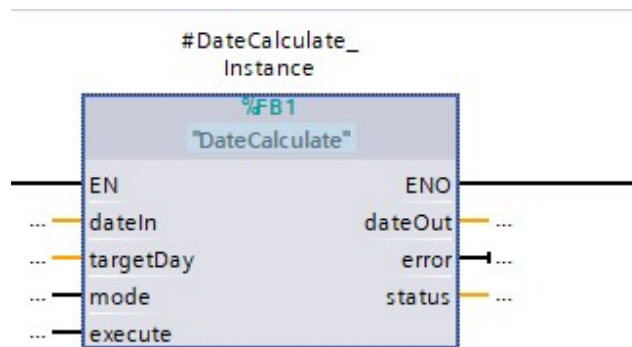 #DateCalculate_
Instance
%FB1
"DateCalculate"
EN ENO
... dateIn dateOut ...
... targetDay error ...
... mode status ...
... execute